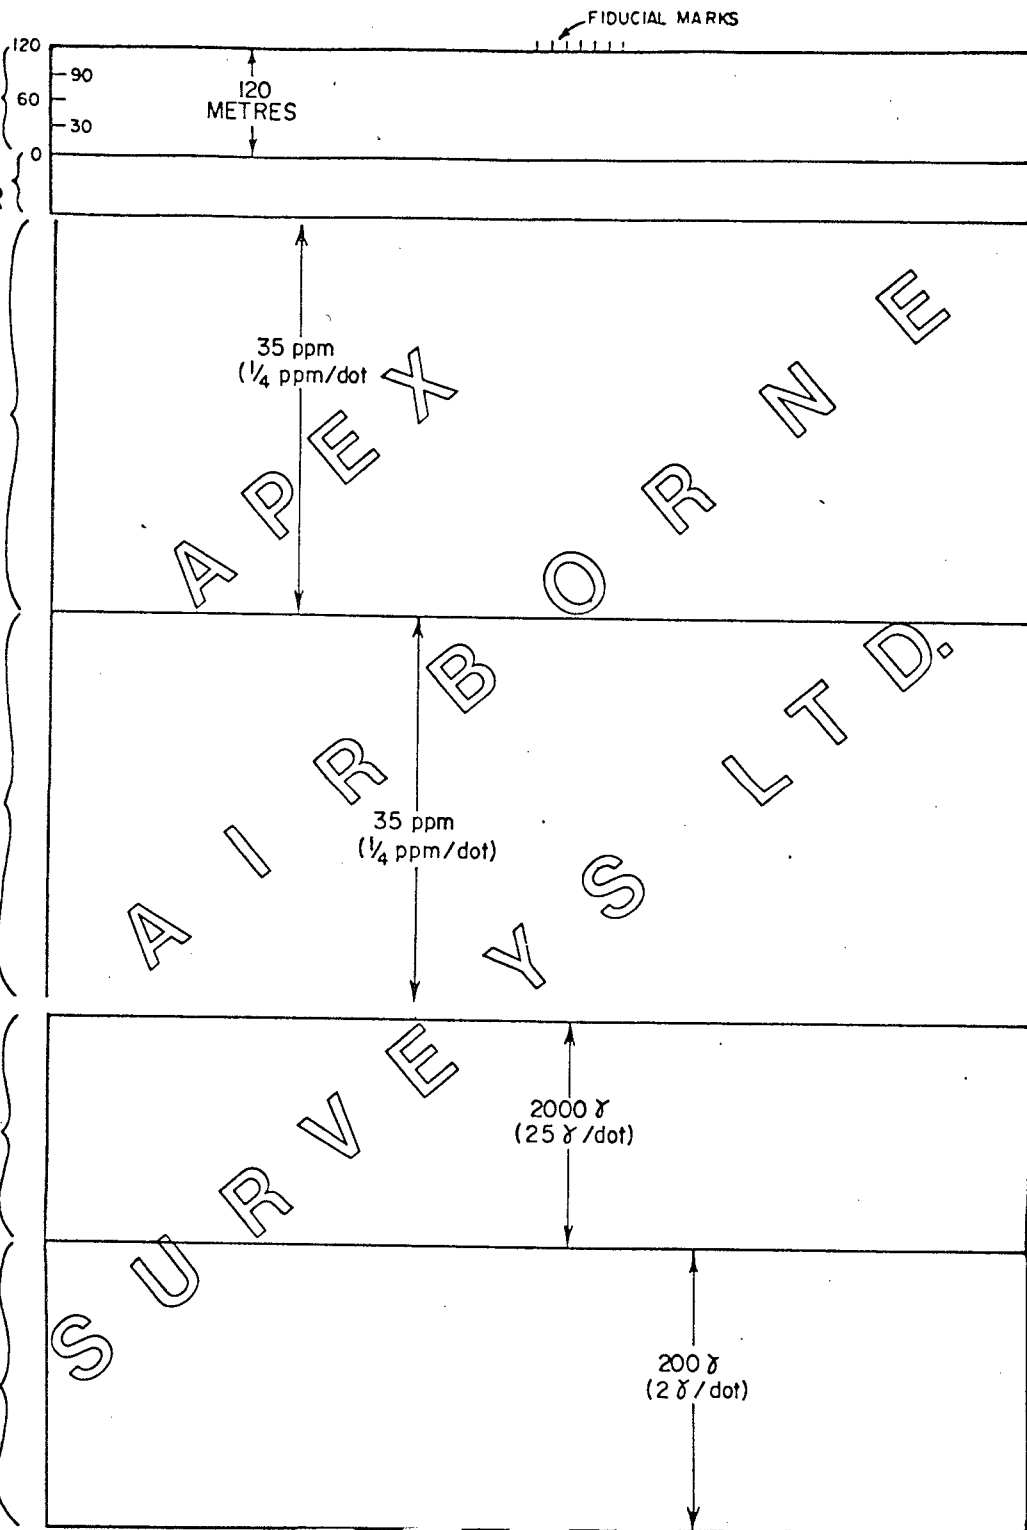 FIDUCIAL MARKS
120
90
60
30
0
120
METRES
35 ppm
(1/4 ppm/dot
APEX
AIRBORNE
SURVEYS LTD.
35 ppm
(1/4 ppm/dot)
2000 γ
(25 γ/dot)
200 γ
(2 γ/dot)